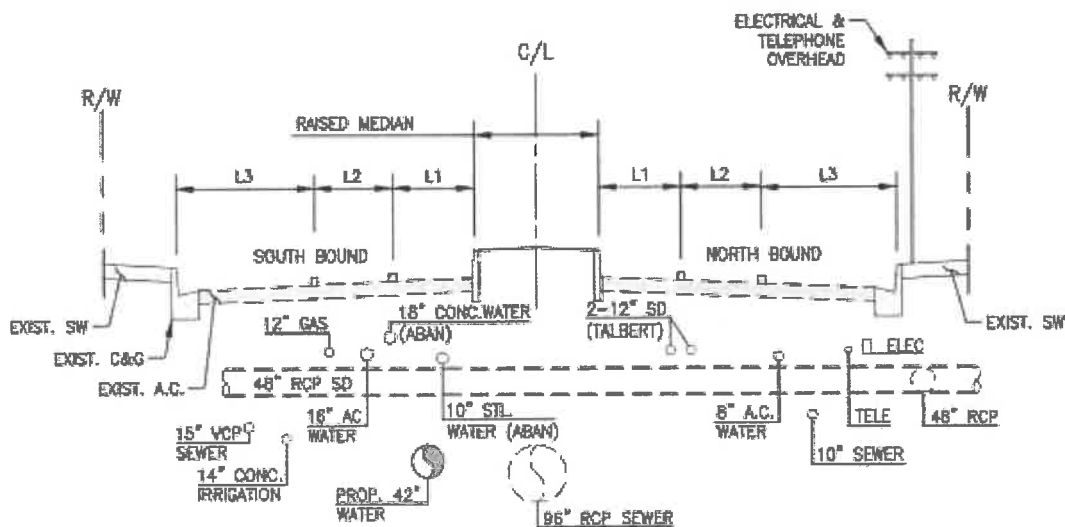 ELECTRICAL &
TELEPHONE
OVERHEAD
C/L
R/W
R/W
RAISED MEDIAN
L3
L2
L1
L1
L2
L3
SOUTH BOUND
NORTH BOUND
EXIST. SW
EXIST. C&G
EXIST. A.C.
12" GAS
18" CONC.WATER
(ABAN)
2-12" SD
(TALBERT)
EXIST. SW
ELEC
48" RCP SD
16" AC
WATER
10" STL.
WATER (ABAN)
8" A.C.
WATER
TELE
48" RCP
15" VCP
SEWER
14" CONC.
IRRIGATION
10" SEWER
PROP. 42"
WATER
96" RCP SEWER